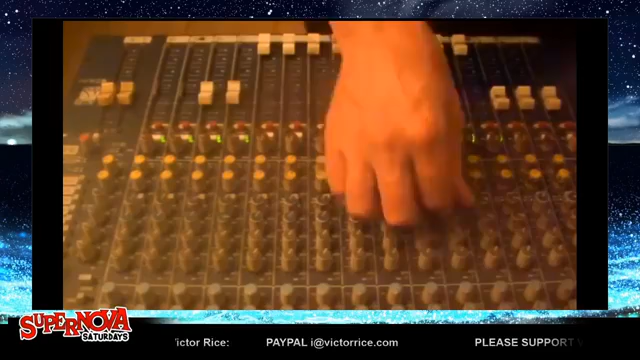 SUPERNOVA
SATURDAYS
ictor Rice: PAYPAL i@victorrice.com PLEASE SUPPORT